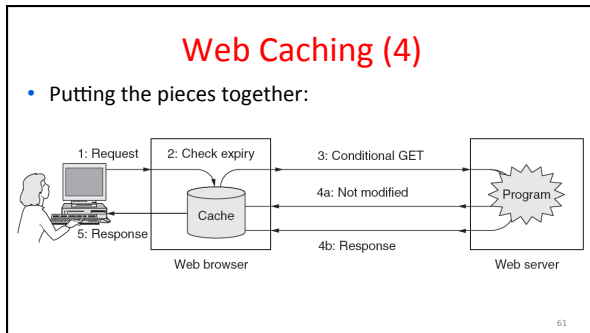 Web Caching (4)
• Putting the pieces together:
1: Request
2: Check expiry
3: Conditional GET
4a: Not modified
Program
Cache
5: Response
4b: Response
Web browser
Web server
61